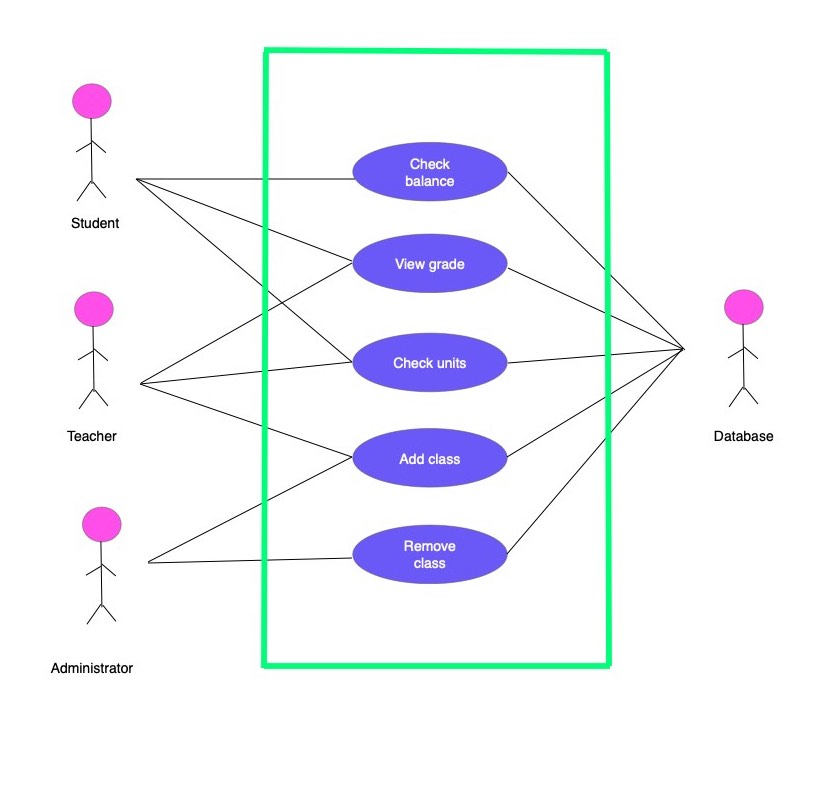 Check
balance
Student
View grade
Check units
Teacher
Database
Add class
Remove
class
Administrator